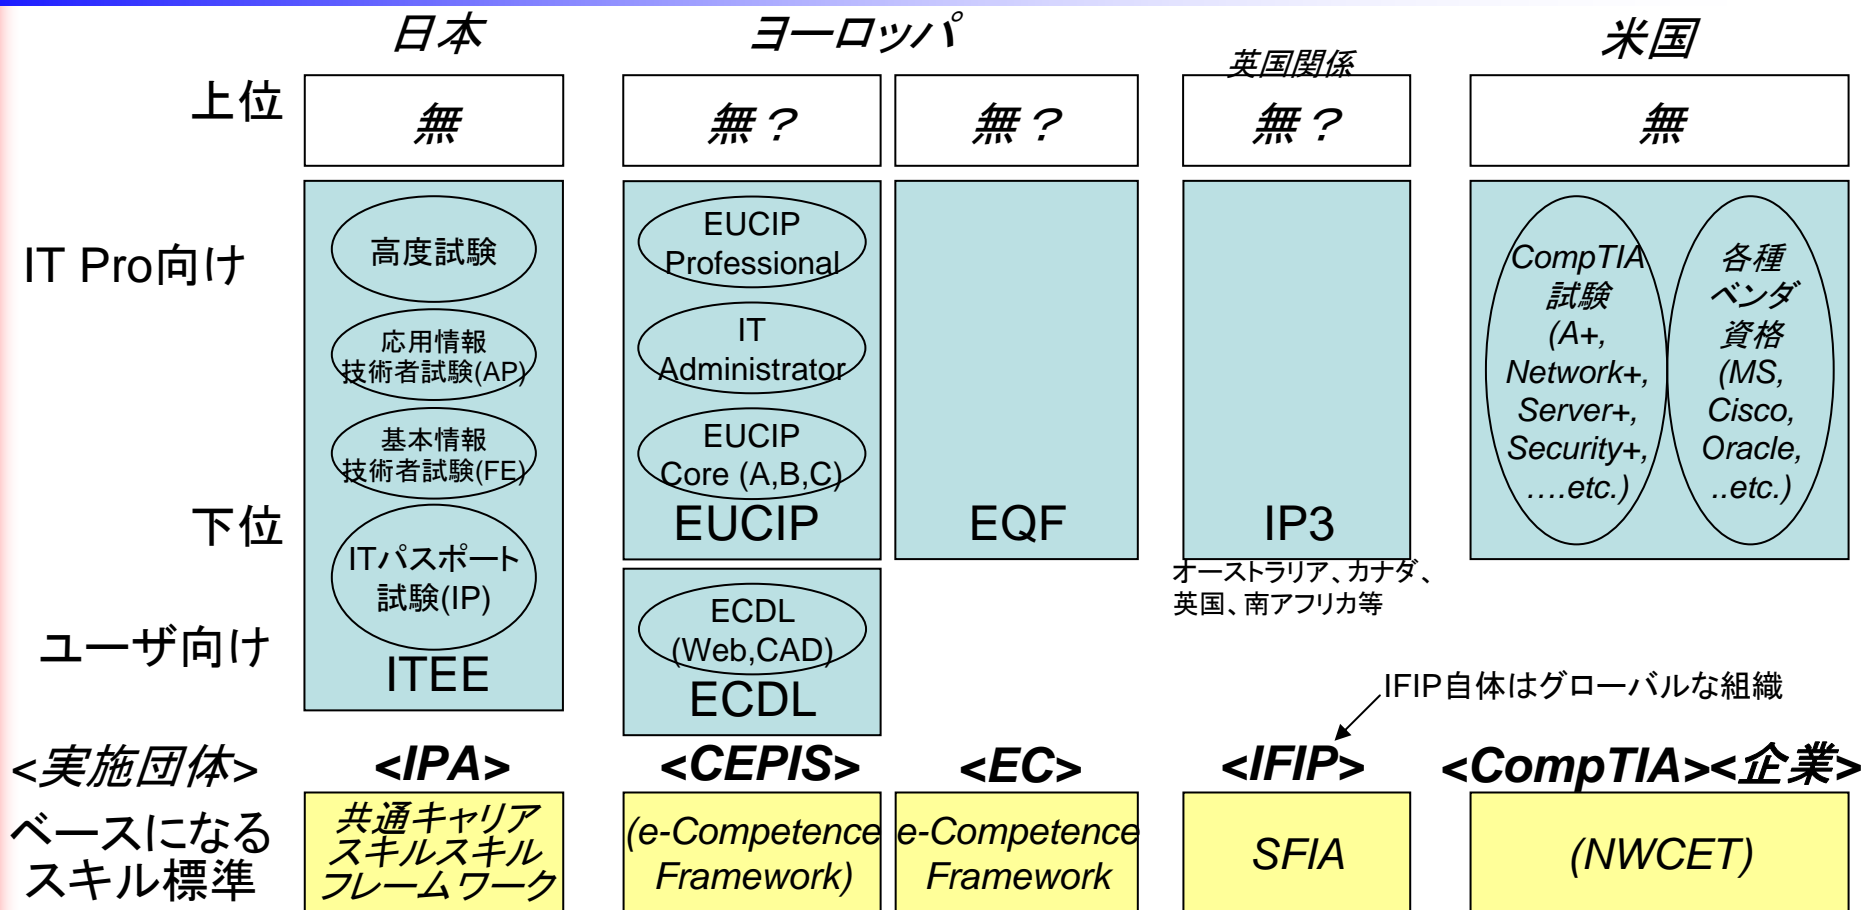 日本
ヨーロッパ
英国関係
米国
上位
無
無？
無？
無？
無
IT Pro向け
高度試験
応用情報
技術者試験(AP)
基本情報
技術者試験(FE)
下位
ITパスポート
試験(IP)
ユーザ向け
ITEE
EUCIP
Professional
IT
Administrator
EUCIP
Core (A,B,C)
EUCIP
ECDL
(Web,CAD)
ECDL
EQF
IP3
オーストラリア、カナダ、
英国、南アフリカ等
CompTIA
試験
(A+,
Network+,
Server+,
Security+,
….etc.)
各種
ベンダ
資格
(MS,
Cisco,
Oracle,
..etc.)
IFIP自体はグローバルな組織
<実施団体>
<IPA>
<CEPIS>
<EC>
<IFIP>
<CompTIA><企業>
ベースになる
スキル標準
共通キャリア
スキルスキル
フレームワーク
(e-Competence
Framework)
e-Competence
Framework
SFIA
(NWCET)